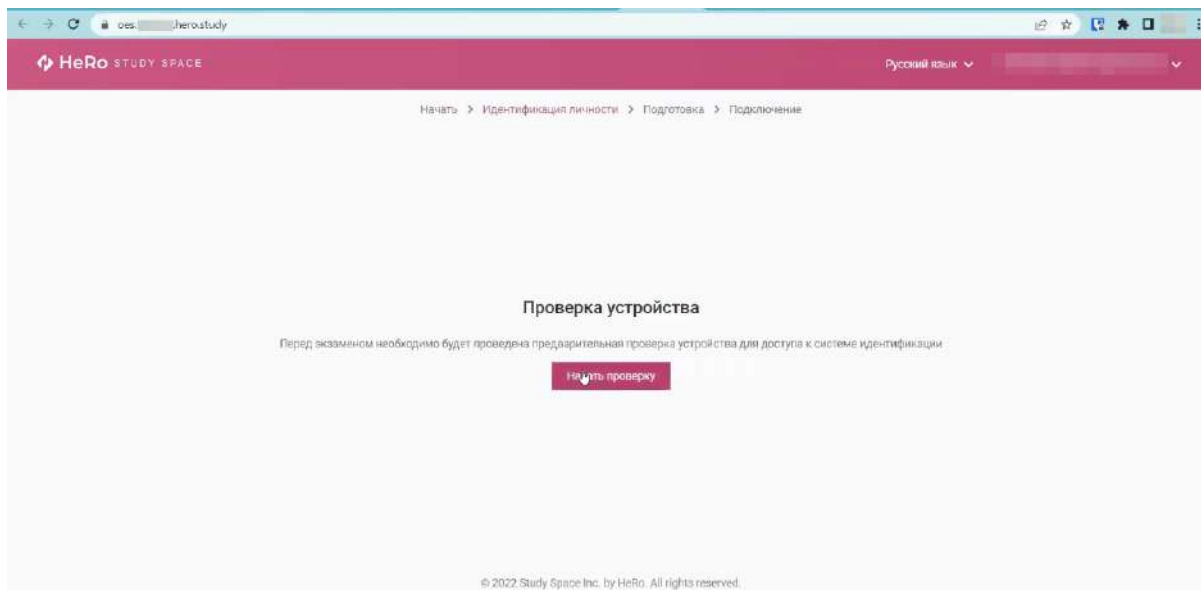 oes. .hero.study
HeRo STUDY SPACE
Русский язык
Начать > Идентификация личности > Подготовка > Подключение
Проверка устройства
Перед экзаменом необходимо будет проведена предварительная проверка устройства для доступа к системе идентификации
Начать проверку
© 2022 Study Space Inc. by HeRo. All rights reserved.